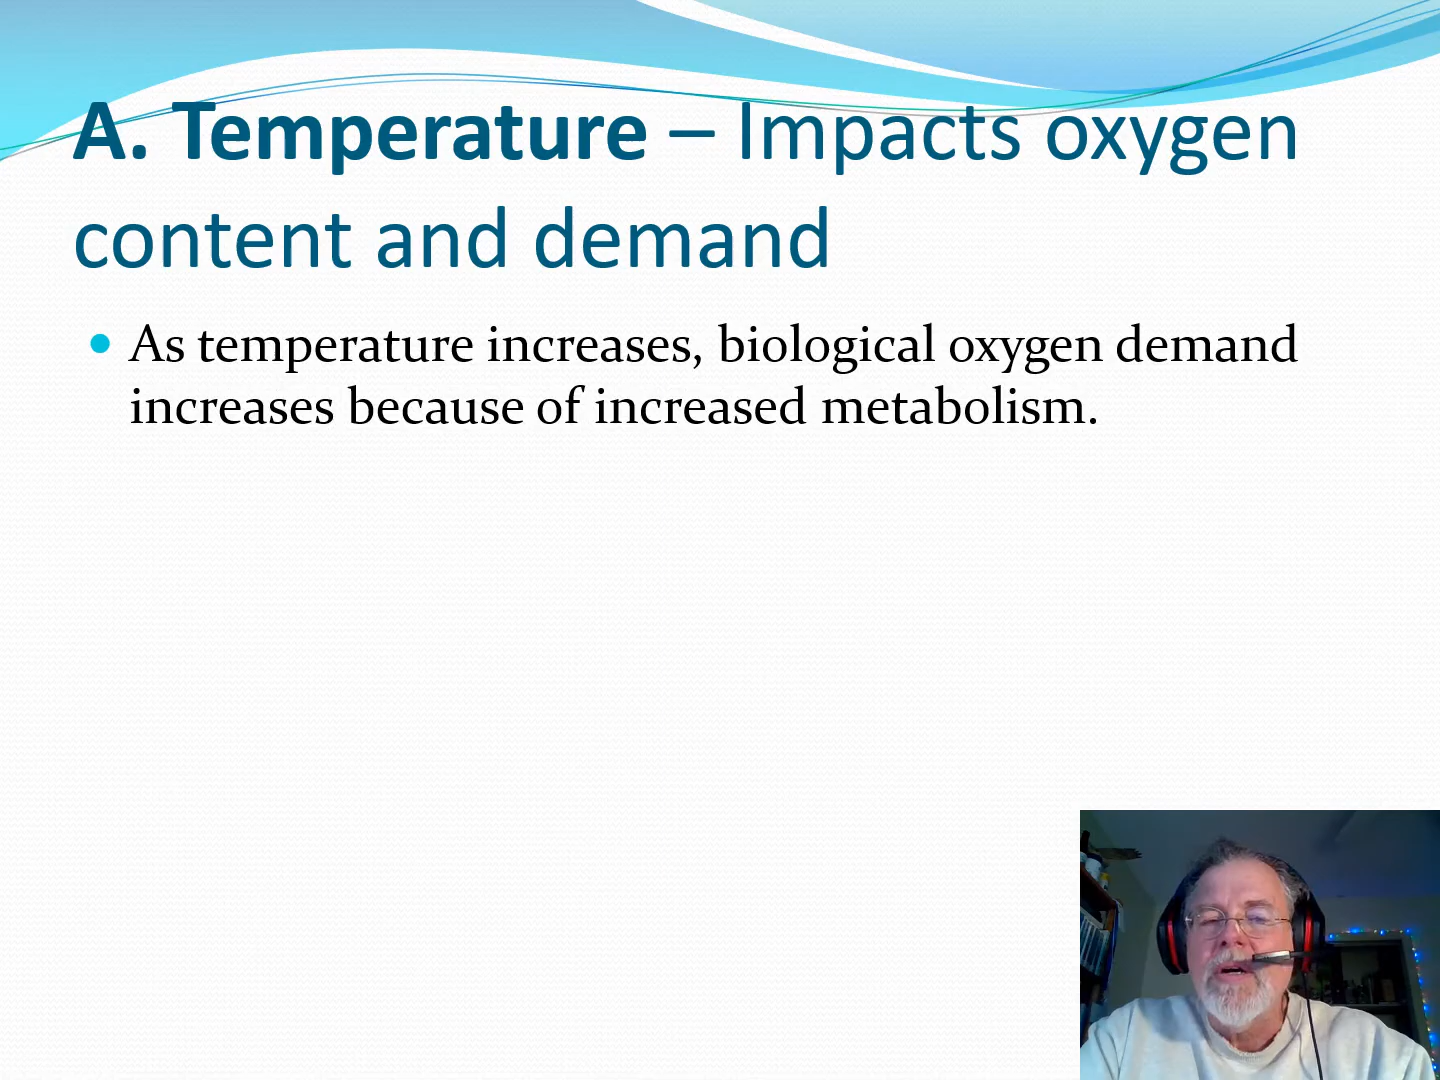 A. Temperature – Impacts oxygen
content and demand
• As temperature increases, biological oxygen demand
increases because of increased metabolism.